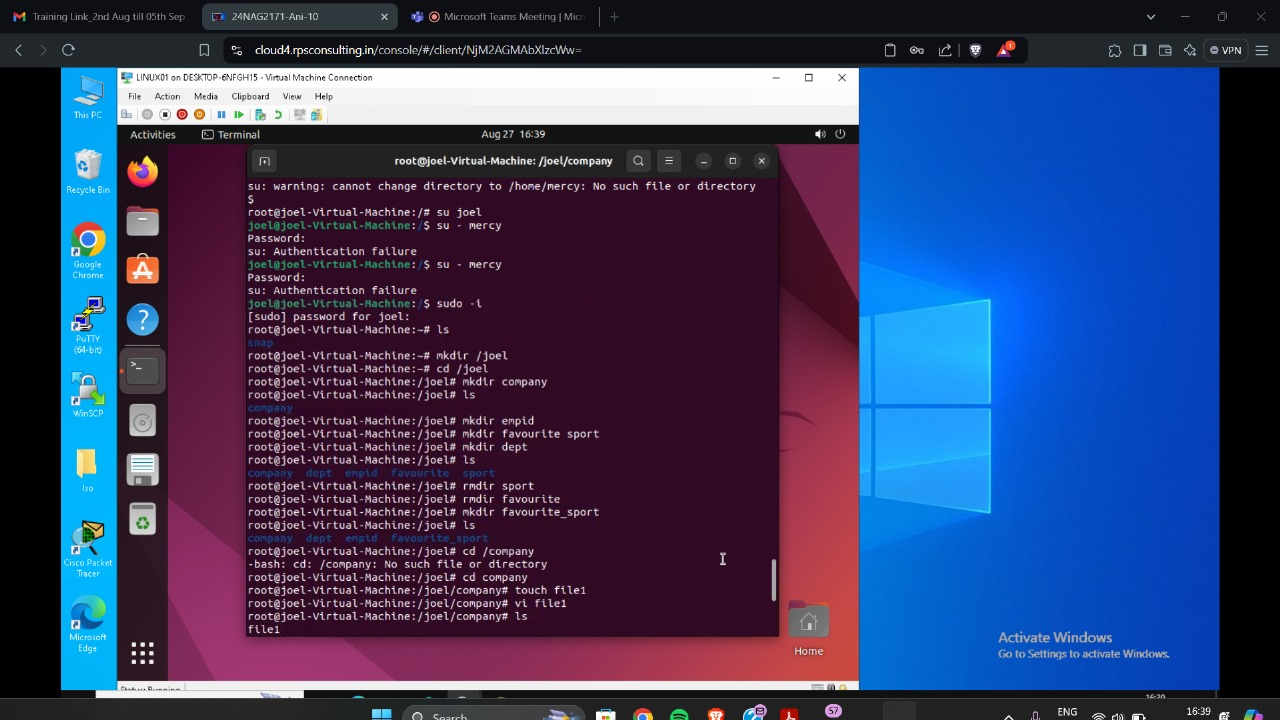 Training Link_2nd Aug till 05th Sep
24NAG2171-Ani-10
Microsoft Teams Meeting | Micr
cloud4.rpsconsulting.in/console/#/client/NjM2AGMAbXlzcWw=
1
VPN
LINUX01 on DESKTOP-6NFGH15 - Virtual Machine Connection
File Action Media Clipboard View Help
Activities
Terminal
Aug 27 16:39
root@joel-Virtual-Machine: /joel/company
su: warning: cannot change directory to /home/mercy: No such file or directory
$
root@joel-Virtual-Machine:/# su joel
joel@joel-Virtual-Machine:/$ su - mercy
Password:
su: Authentication failure
joel@joel-Virtual-Machine:/$ su - mercy
Password:
su: Authentication failure
joel@joel-Virtual-Machine:/$ sudo -i
[sudo] password for joel:
root@joel-Virtual-Machine:~# ls
snap
root@joel-Virtual-Machine:~# mkdir /joel
root@joel-Virtual-Machine:~# cd /joel
root@joel-Virtual-Machine:/joel# mkdir company
root@joel-Virtual-Machine:/joel# ls
company
root@joel-Virtual-Machine:/joel# mkdir empid
root@joel-Virtual-Machine:/joel# mkdir favourite sport
root@joel-Virtual-Machine:/joel# mkdir dept
root@joel-Virtual-Machine:/joel# ls
company dept empid favourite sport
root@joel-Virtual-Machine:/joel# rmdir sport
root@joel-Virtual-Machine:/joel# rmdir favourite
root@joel-Virtual-Machine:/joel# mkdir favourite_sport
root@joel-Virtual-Machine:/joel# ls
company dept empid favourite_sport
root@joel-Virtual-Machine:/joel# cd /company
-bash: cd: /company: No such file or directory
root@joel-Virtual-Machine:/joel# cd company
root@joel-Virtual-Machine:/joel/company# touch file1
root@joel-Virtual-Machine:/joel/company# vi file1
root@joel-Virtual-Machine:/joel/company# ls
file1
Home
This PC
Recycle Bin
Google
Chrome
PuTTY
(64-bit)
WinSCP
Iso
Cisco Packet
Tracer
Microsoft
Edge
Activate Windows
Go to Settings to activate Windows.
Status: Running
16:39
Search
57
ENG
16:39